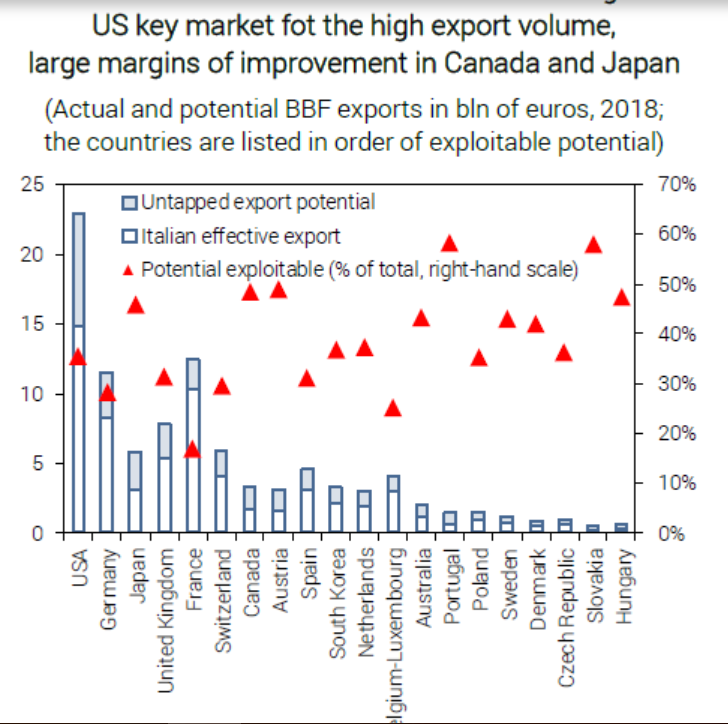 US key market fot the high export volume,
large margins of improvement in Canada and Japan
(Actual and potential BBF exports in bln of euros, 2018;
the countries are listed in order of exploitable potential)
25
20
15
10
5
0
Untapped export potential
Italian effective export
Potential exploitable (% of total, right-hand scale)
70%
60%
50%
40%
30%
20%
10%
0%
USA
Germany
Japan
United Kingdom
France
Switzerland
Canada
Austria
Spain
South Korea
Netherlands
elgium-Luxembourg
Australia
Portugal
Poland
Sweden
Denmark
Czech Republic
Slovakia
Hungary